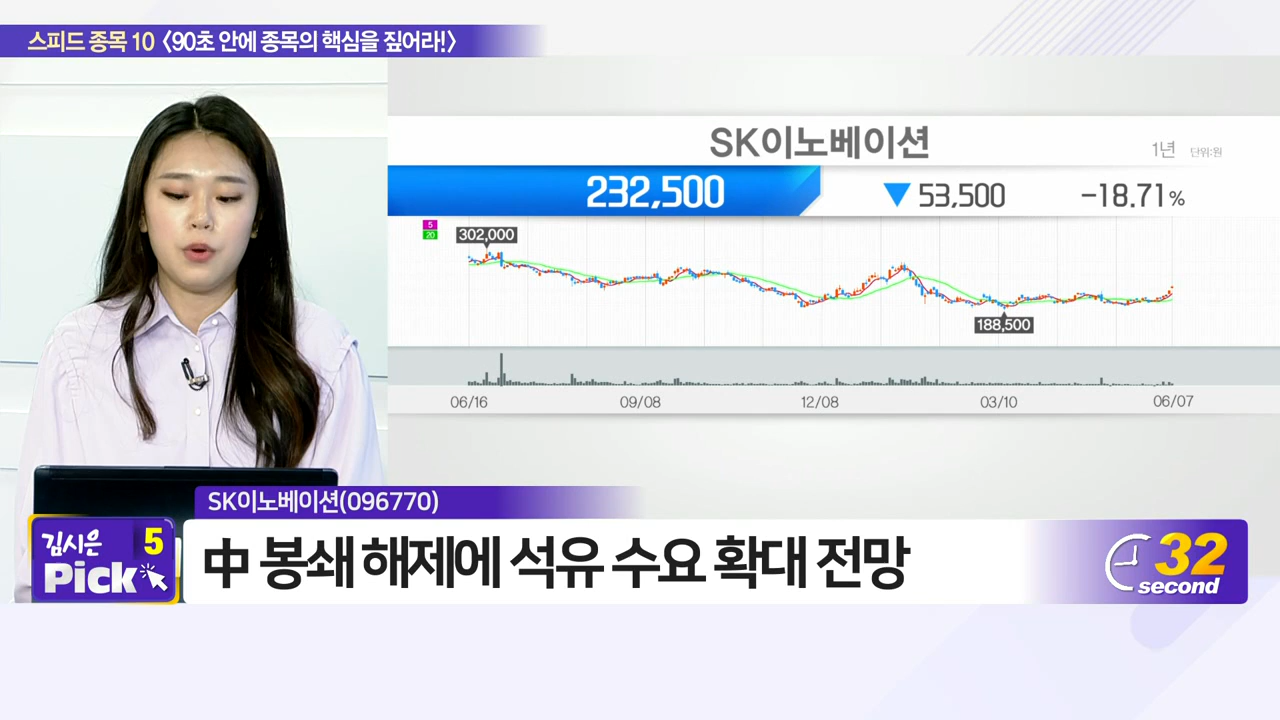 스피드 종목 10 <90초 안에 종목의 핵심을 짚어라!>
SK이노베이션
1년 단위:원
232,500 ▼ 53,500 -18.71%
5
20
302,000
188,500
06/16 09/08 12/08 03/10 06/07
SK이노베이션(096770)
김시은 5
Pick
中 봉쇄 해제에 석유 수요 확대 전망
32
second